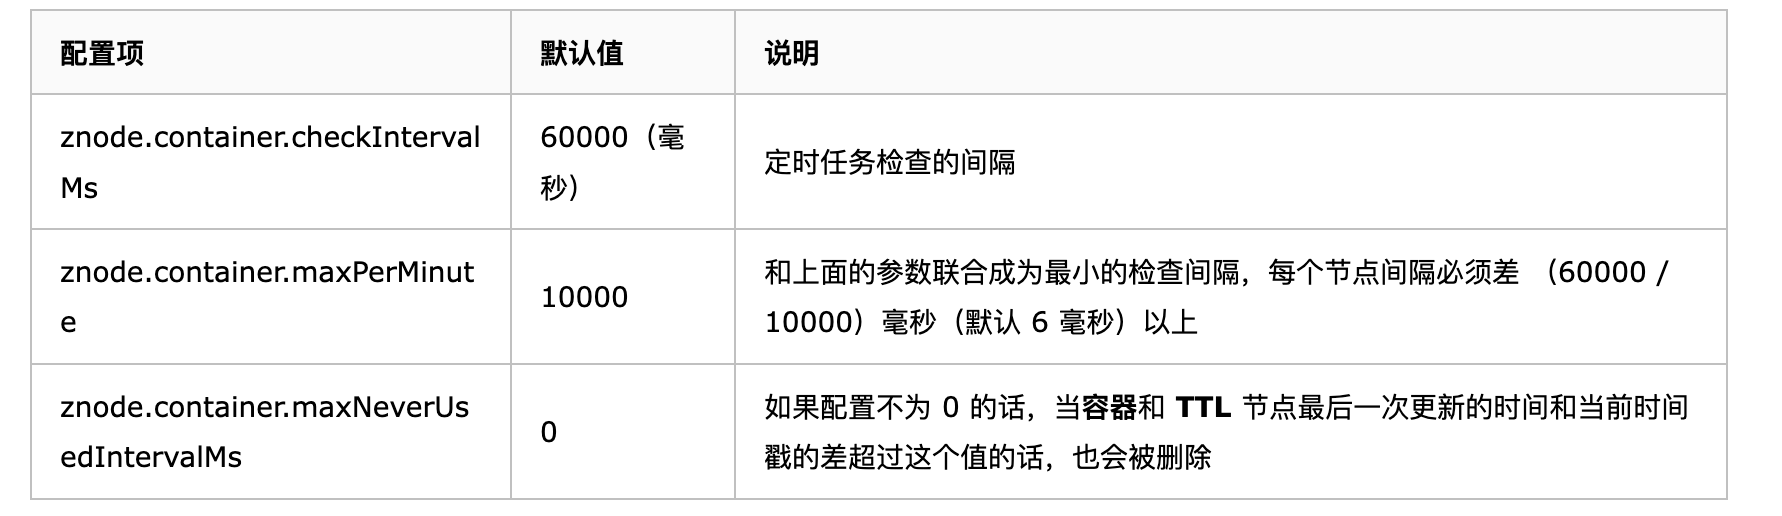 配置项
默认值
说明
znode.container.checkInterval
Ms
60000（毫
秒）
定时任务检查的间隔
znode.container.maxPerMinut
e
10000
和上面的参数联合成为最小的检查间隔，每个节点间隔必须差 （60000 /
10000）毫秒（默认 6 毫秒）以上
znode.container.maxNeverUs
edIntervalMs
0
如果配置不为 0 的话，当容器和 TTL 节点最后一次更新的时间和当前时间
戳的差超过这个值的话，也会被删除